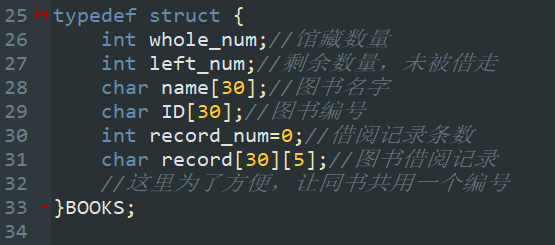 25 typedef struct {
26 int whole_num;//馆藏数量
27 int left_num;//剩余数量，未被借走
28 char name[30];//图书名字
29 char ID[30];//图书编号
30 int record_num=0;//借阅记录条数
31 char record[30][5];//图书借阅记录
32 //这里为了方便，让同书共用一个编号
33 }BOOKS;
34